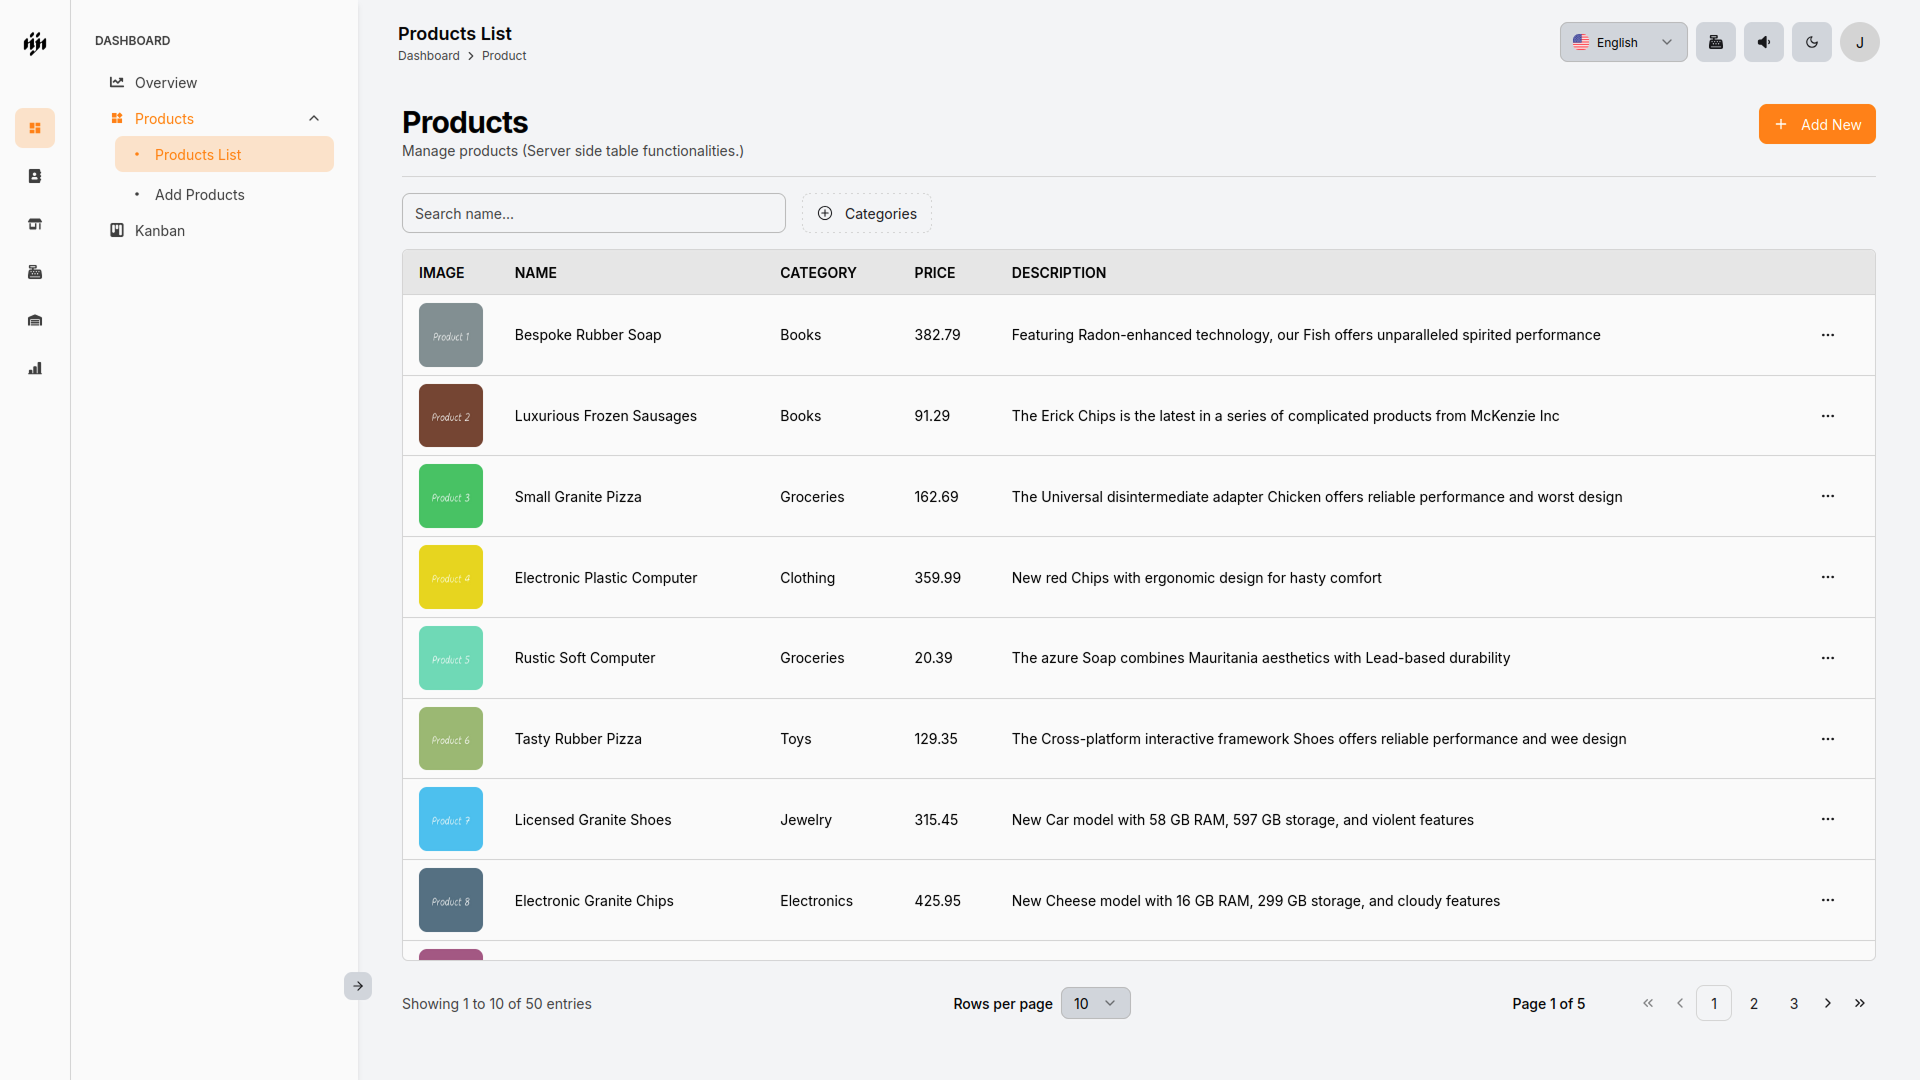 DASHBOARD
Overview
Products
• Products List
• Add Products
Kanban
Products List
Dashboard > Product
English
J
Products
Manage products (Server side table functionalities.)
+ Add New
Search name...
Categories
IMAGE NAME CATEGORY PRICE DESCRIPTION
Product 1 Bespoke Rubber Soap Books 382.79 Featuring Radon-enhanced technology, our Fish offers unparalleled spirited performance ...
Product 2 Luxurious Frozen Sausages Books 91.29 The Erick Chips is the latest in a series of complicated products from McKenzie Inc ...
Product 3 Small Granite Pizza Groceries 162.69 The Universal disintermediate adapter Chicken offers reliable performance and worst design ...
Product 4 Electronic Plastic Computer Clothing 359.99 New red Chips with ergonomic design for hasty comfort ...
Product 5 Rustic Soft Computer Groceries 20.39 The azure Soap combines Mauritania aesthetics with Lead-based durability ...
Product 6 Tasty Rubber Pizza Toys 129.35 The Cross-platform interactive framework Shoes offers reliable performance and wee design ...
Product 7 Licensed Granite Shoes Jewelry 315.45 New Car model with 58 GB RAM, 597 GB storage, and violent features ...
Product 8 Electronic Granite Chips Electronics 425.95 New Cheese model with 16 GB RAM, 299 GB storage, and cloudy features ...
Showing 1 to 10 of 50 entries
Rows per page 10
Page 1 of 5 « ‹ 1 2 3 › »